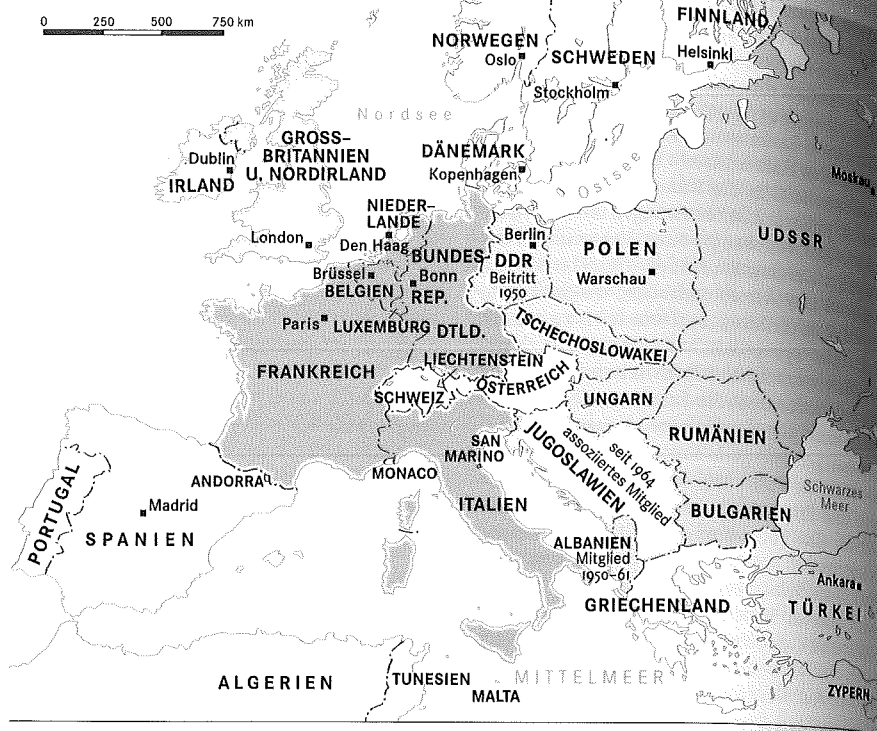 0 250 500 750 km
FINNLAND
Helsinki
NORWEGEN
Oslo
SCHWEDEN
Stockholm
Nordsee
GROSS-
BRITANNIEN
U. NORDIRLAND
Dublin
IRLAND
DÄNEMARK
Kopenhagen
Ostsee
Moskau
UDSSR
NIEDER-
LANDE
Den Haag
London
Berlin
DDR
Beitritt
1950
POLEN
Warschau
BUNDES-
REP.
DTLD.
Bonn
Brüssel
BELGIEN
Paris
LUXEMBURG
TSCHECHOSLOWAKEI
LIECHTENSTEIN
FRANKREICH
SCHWEIZ
ÖSTERREICH
UNGARN
RUMÄNIEN
JUGOSLAWIEN
assoziiertes Mitglied
seit 1964
SAN
MARINO
MONACO
ANDORRA
ITALIEN
Schwarzes
Meer
BULGARIEN
PORTUGAL
Madrid
SPANIEN
ALBANIEN
Mitglied
1950–61
GRIECHENLAND
Ankara
TÜRKEI
ALGERIEN
TUNESIEN
MALTA
MITTELMEER
ZYPERN